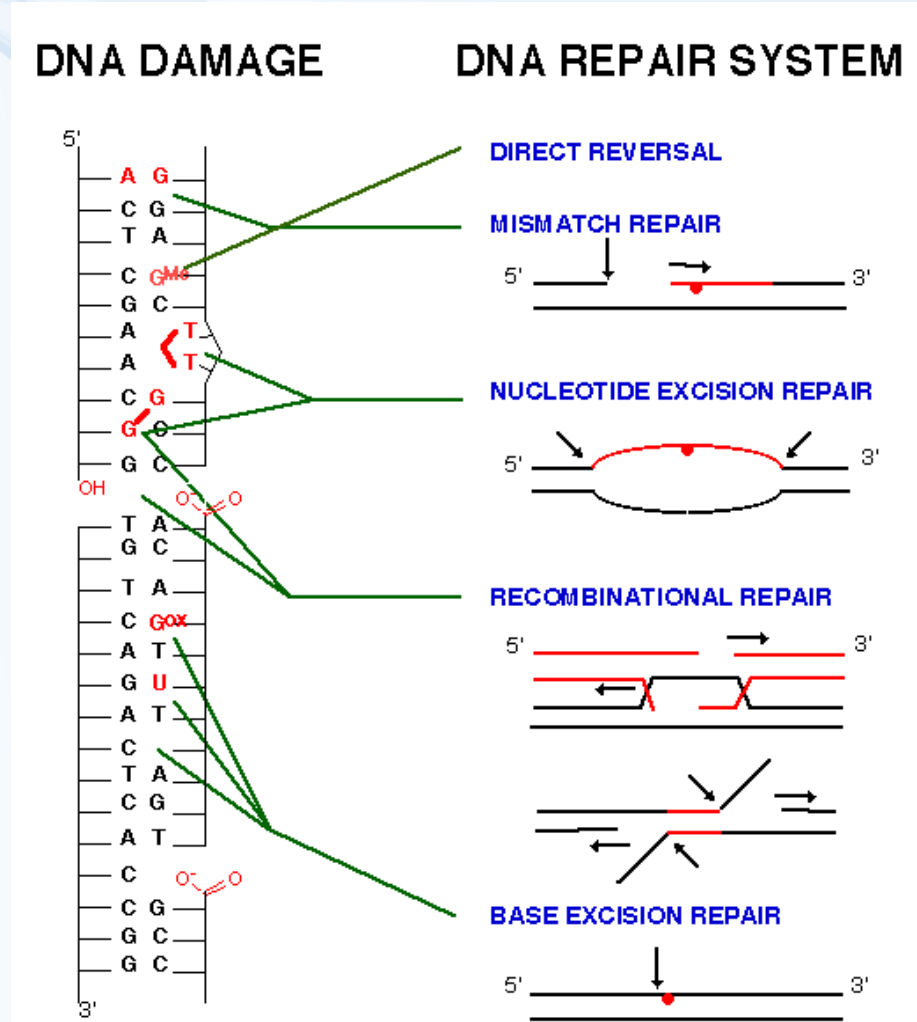 DNA DAMAGE
5'
A G
C G
T A
C GMe
G C
A T
A T
C G
G C
G C
OH
O- O
T A
G C
T A
C Gox
A T
G U
A T
C
T A
C G
A T
C
O- O
C G
G C
G C
3'
DNA REPAIR SYSTEM
DIRECT REVERSAL
MISMATCH REPAIR
5' 3'
NUCLEOTIDE EXCISION REPAIR
5' 3'
RECOMBINATIONAL REPAIR
5' 3'
BASE EXCISION REPAIR
5' 3'